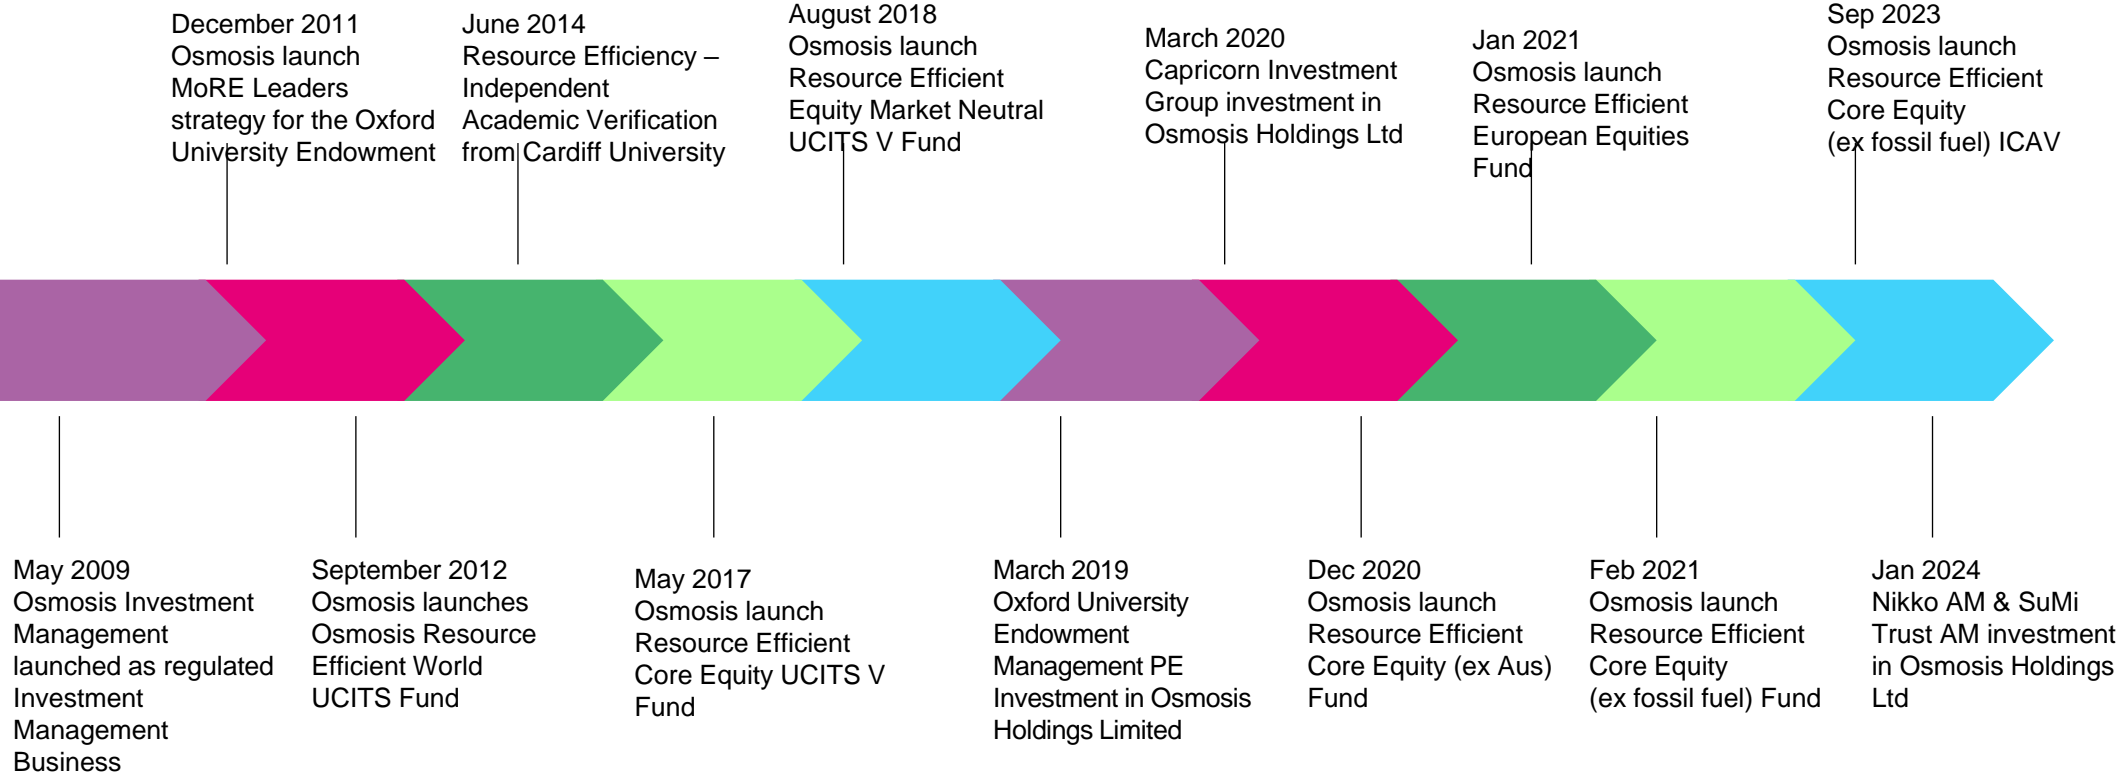 December 2011
Osmosis launch
MoRE Leaders
strategy for the Oxford
University Endowment
June 2014
Resource Efficiency –
Independent
Academic Verification
from Cardiff University
August 2018
Osmosis launch
Resource Efficient
Equity Market Neutral
UCITS V Fund
March 2020
Capricorn Investment
Group investment in
Osmosis Holdings Ltd
Jan 2021
Osmosis launch
Resource Efficient
European Equities
Fund
Sep 2023
Osmosis launch
Resource Efficient
Core Equity
(ex fossil fuel) ICAV
May 2009
Osmosis Investment
Management
launched as regulated
Investment
Management
Business
September 2012
Osmosis launches
Osmosis Resource
Efficient World
UCITS Fund
May 2017
Osmosis launch
Resource Efficient
Core Equity UCITS V
Fund
March 2019
Oxford University
Endowment
Management PE
Investment in Osmosis
Holdings Limited
Dec 2020
Osmosis launch
Resource Efficient
Core Equity (ex Aus)
Fund
Feb 2021
Osmosis launch
Resource Efficient
Core Equity
(ex fossil fuel) Fund
Jan 2024
Nikko AM & SuMi
Trust AM investment
in Osmosis Holdings
Ltd